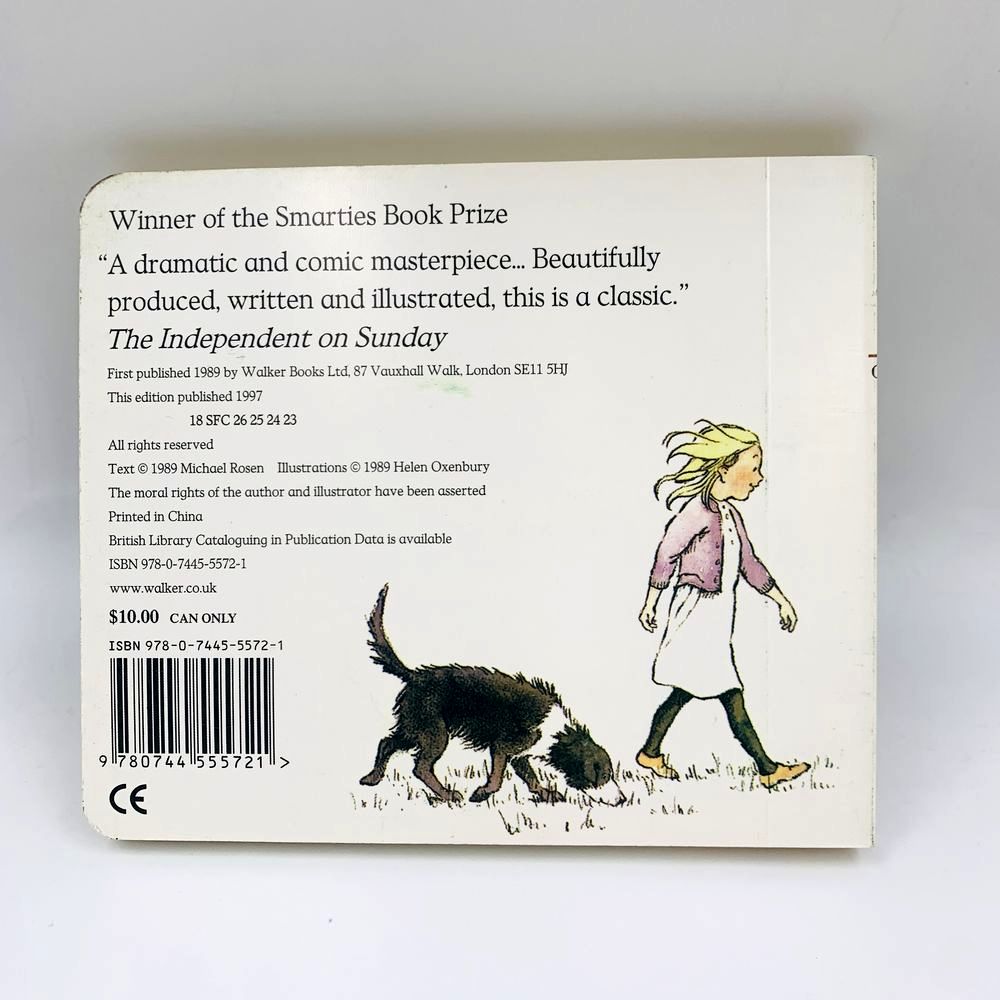 Winner of the Smarties Book Prize
“A dramatic and comic masterpiece... Beautifully
produced, written and illustrated, this is a classic.”
The Independent on Sunday
First published 1989 by Walker Books Ltd, 87 Vauxhall Walk, London SE11 5HJ
This edition published 1997
18 SFC 26 25 24 23
All rights reserved
Text © 1989 Michael Rosen Illustrations © 1989 Helen Oxenbury
The moral rights of the author and illustrator have been asserted
Printed in China
British Library Cataloguing in Publication Data is available
ISBN 978-0-7445-5572-1
www.walker.co.uk
$10.00 CAN ONLY
ISBN 978-0-7445-5572-1
9 780744 555721 >
CE